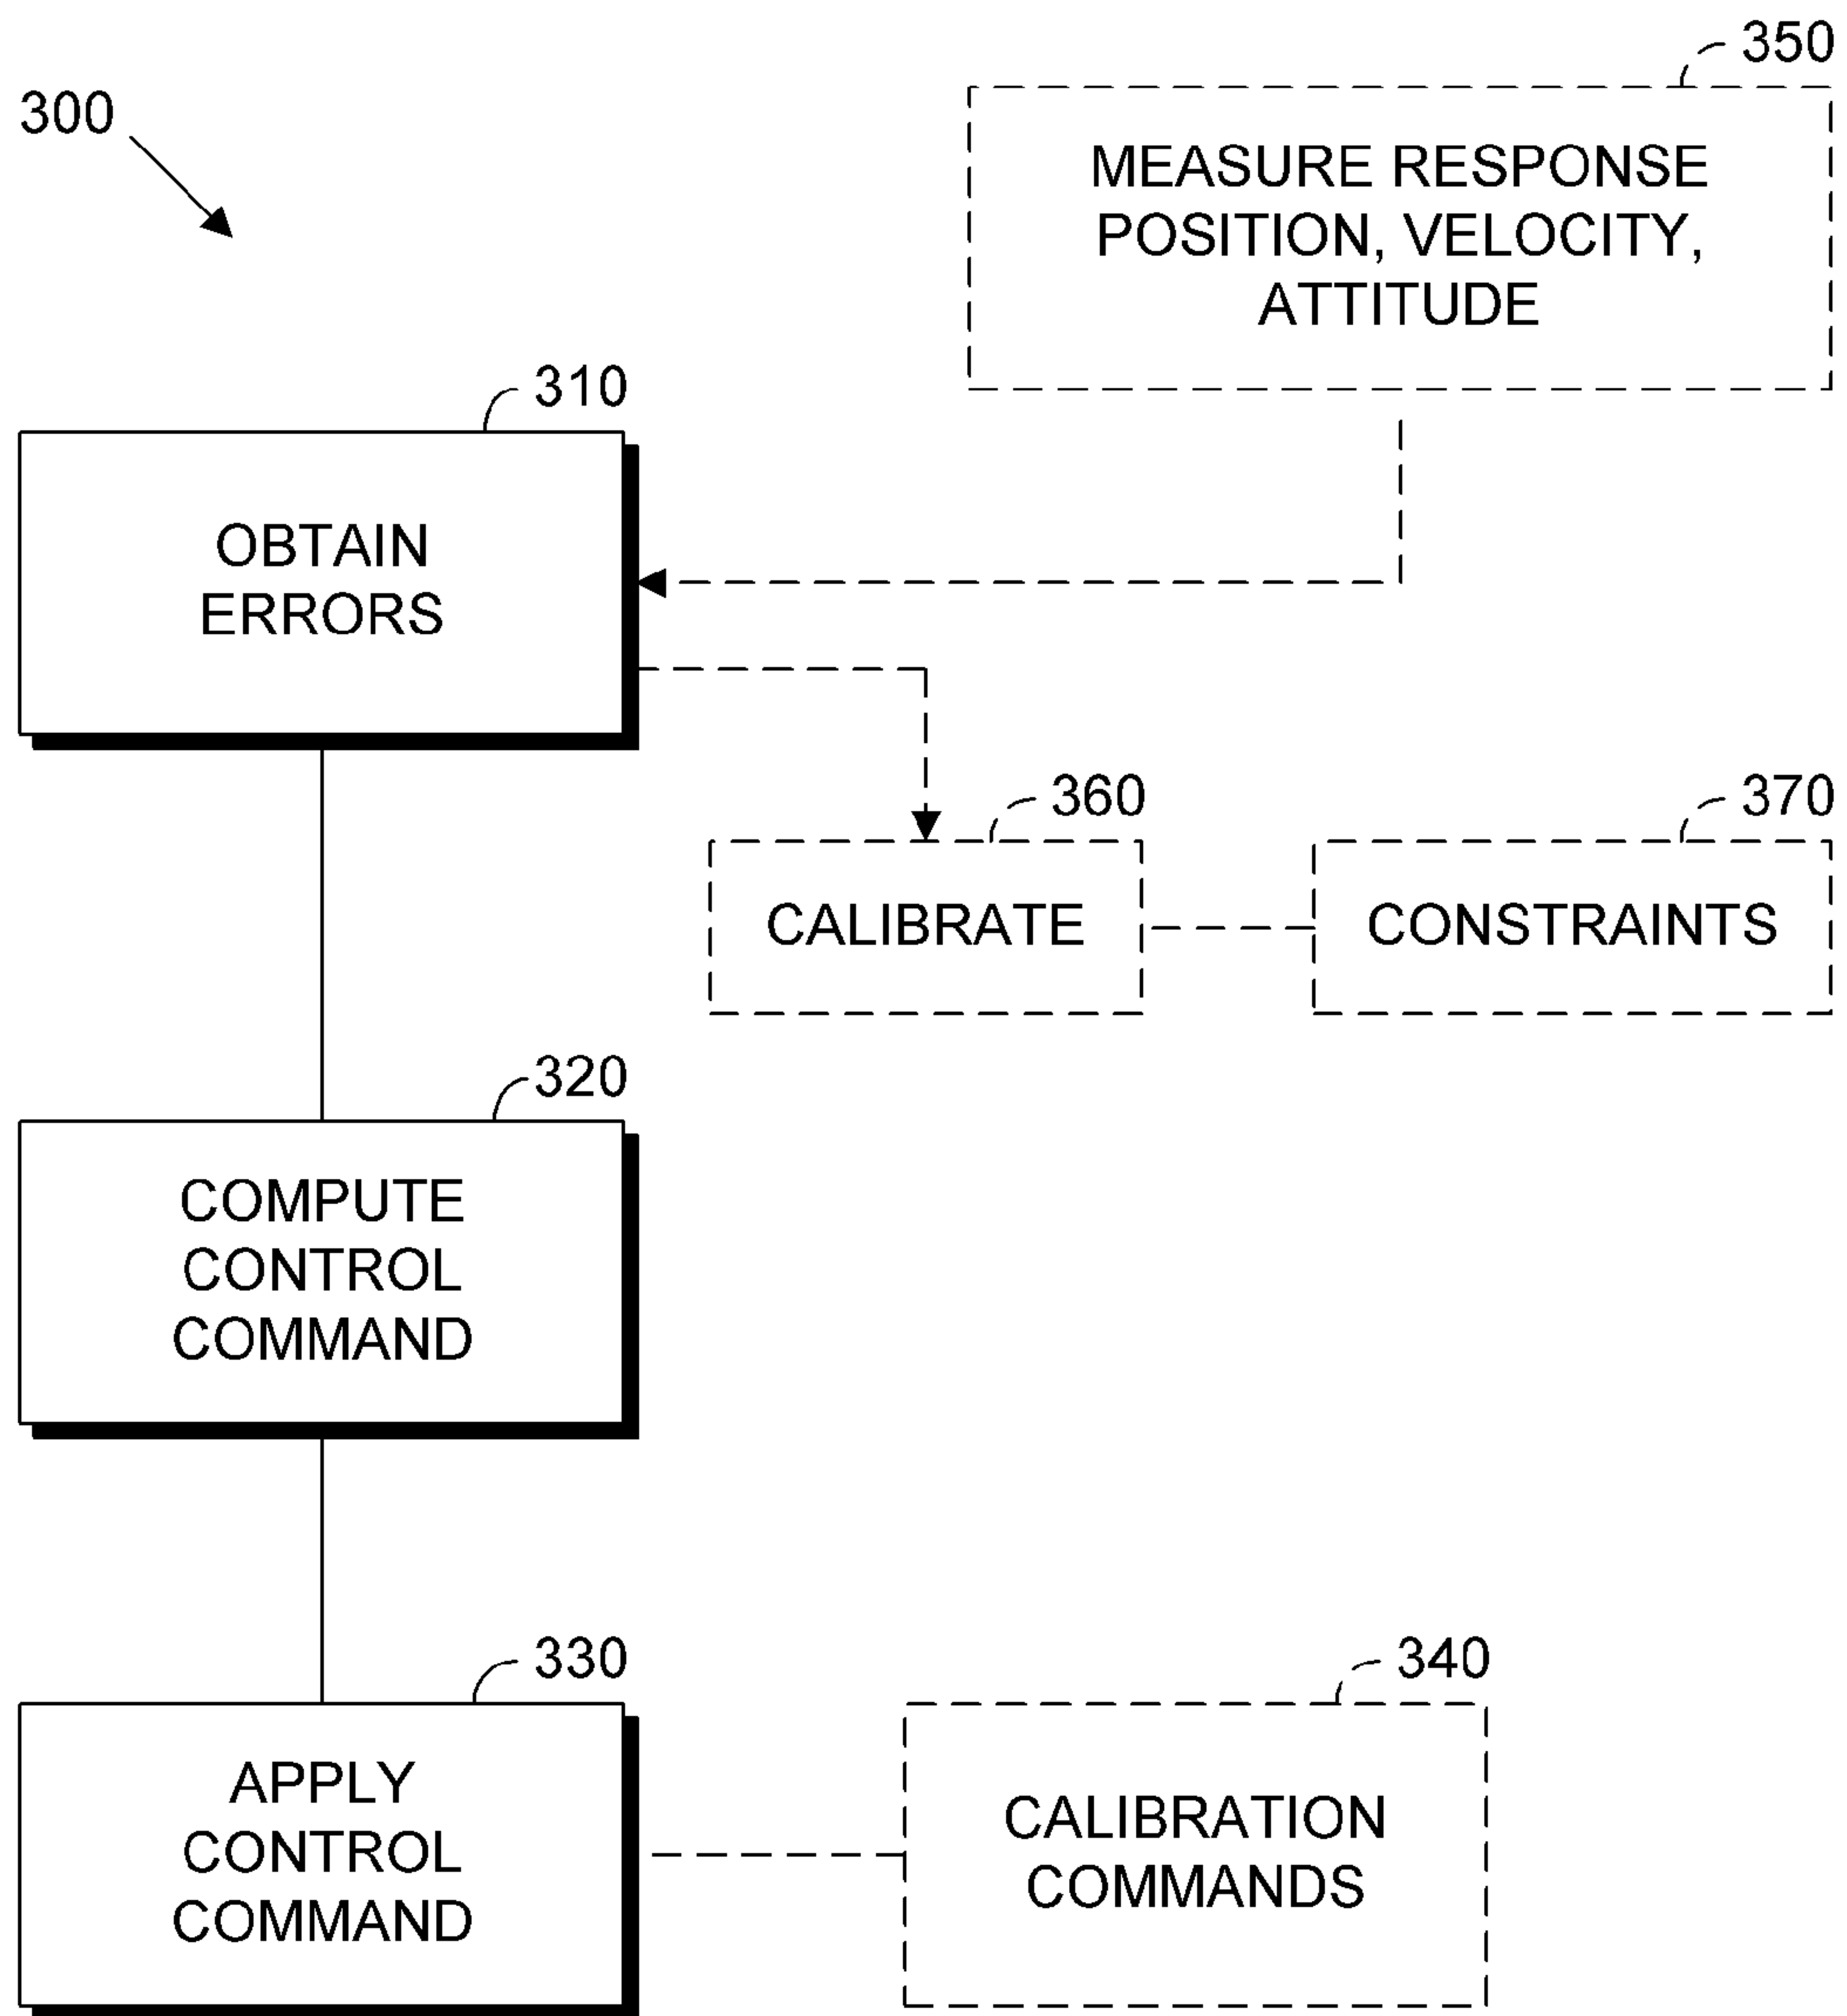 350
300
MEASURE RESPONSE
POSITION, VELOCITY,
ATTITUDE
310
OBTAIN
ERRORS
360
370
CALIBRATE
CONSTRAINTS
320
COMPUTE
CONTROL
COMMAND
330
340
APPLY
CONTROL
COMMAND
CALIBRATION
COMMANDS